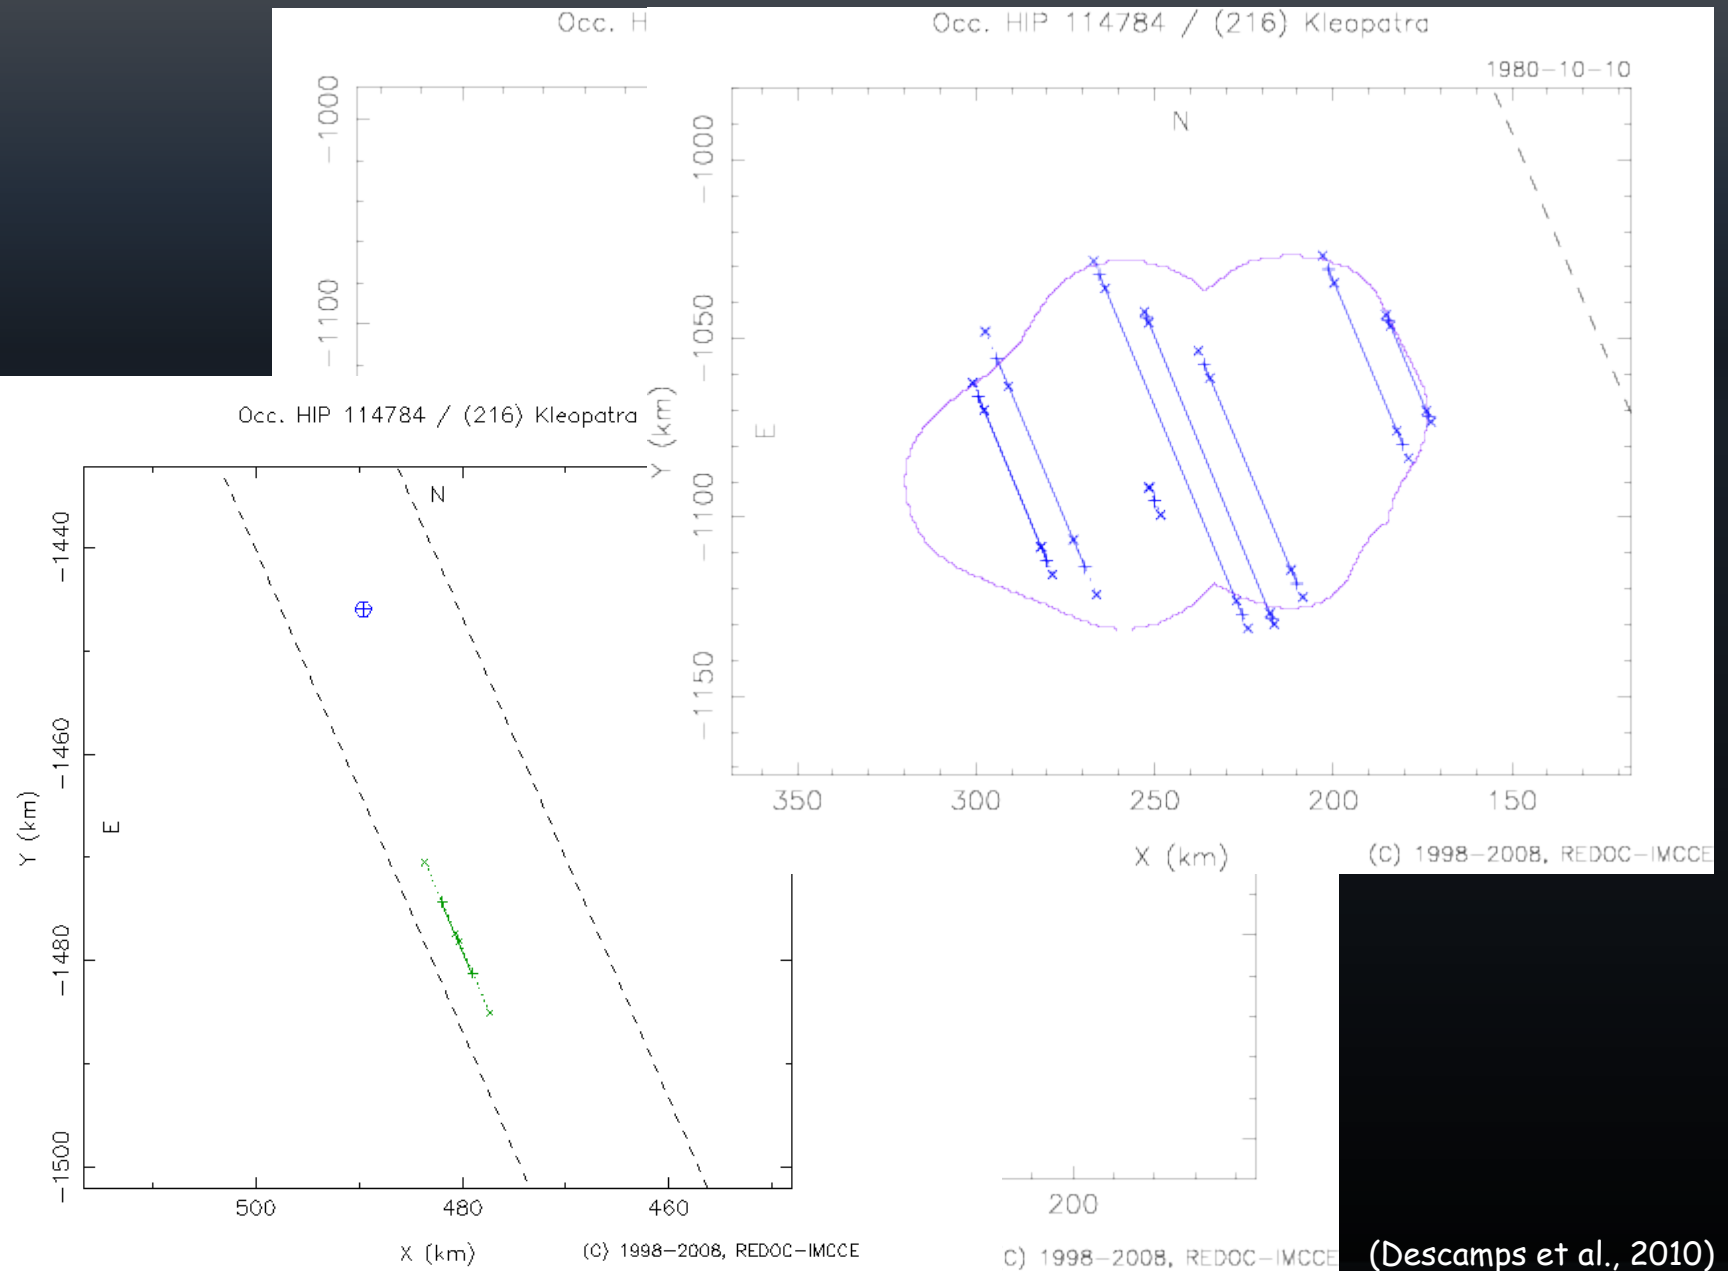 Occ. H
Occ. HIP 114784 / (216) Kleopatra
1980-10-10
-1000
-1100
N
-1000
-1050
-1100
-1150
Y (km)
E
350 300 250 200 150
X (km)
(C) 1998-2008, REDOC-IMCCE
Occ. HIP 114784 / (216) Kleopatra
N
-1440
-1460
-1480
-1500
Y (km)
E
500 480 460
X (km)
(C) 1998-2008, REDOC-IMCCE
200
C) 1998-2008, REDOC-IMCCE
(Descamps et al., 2010)